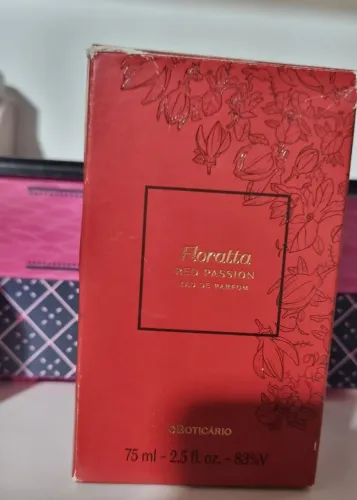 Floratta
RED PASSION
EAU DE PARFUM
OBOTICÁRIO
75 ml - 2.5 fl. oz. - 83%V